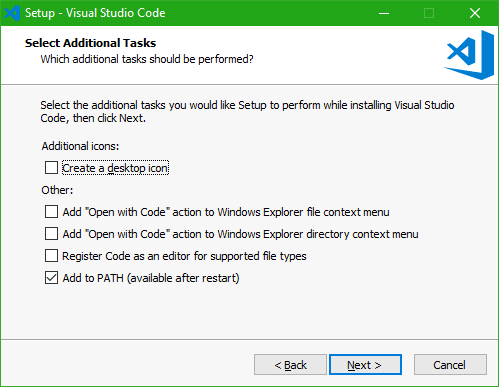 Setup - Visual Studio Code
Select Additional Tasks
Which additional tasks should be performed?
Select the additional tasks you would like Setup to perform while installing Visual Studio
Code, then click Next.
Additional icons:
Create a desktop icon
Other:
Add "Open with Code" action to Windows Explorer file context menu
Add "Open with Code" action to Windows Explorer directory context menu
Register Code as an editor for supported file types
Add to PATH (available after restart)
< Back
Next >
Cancel